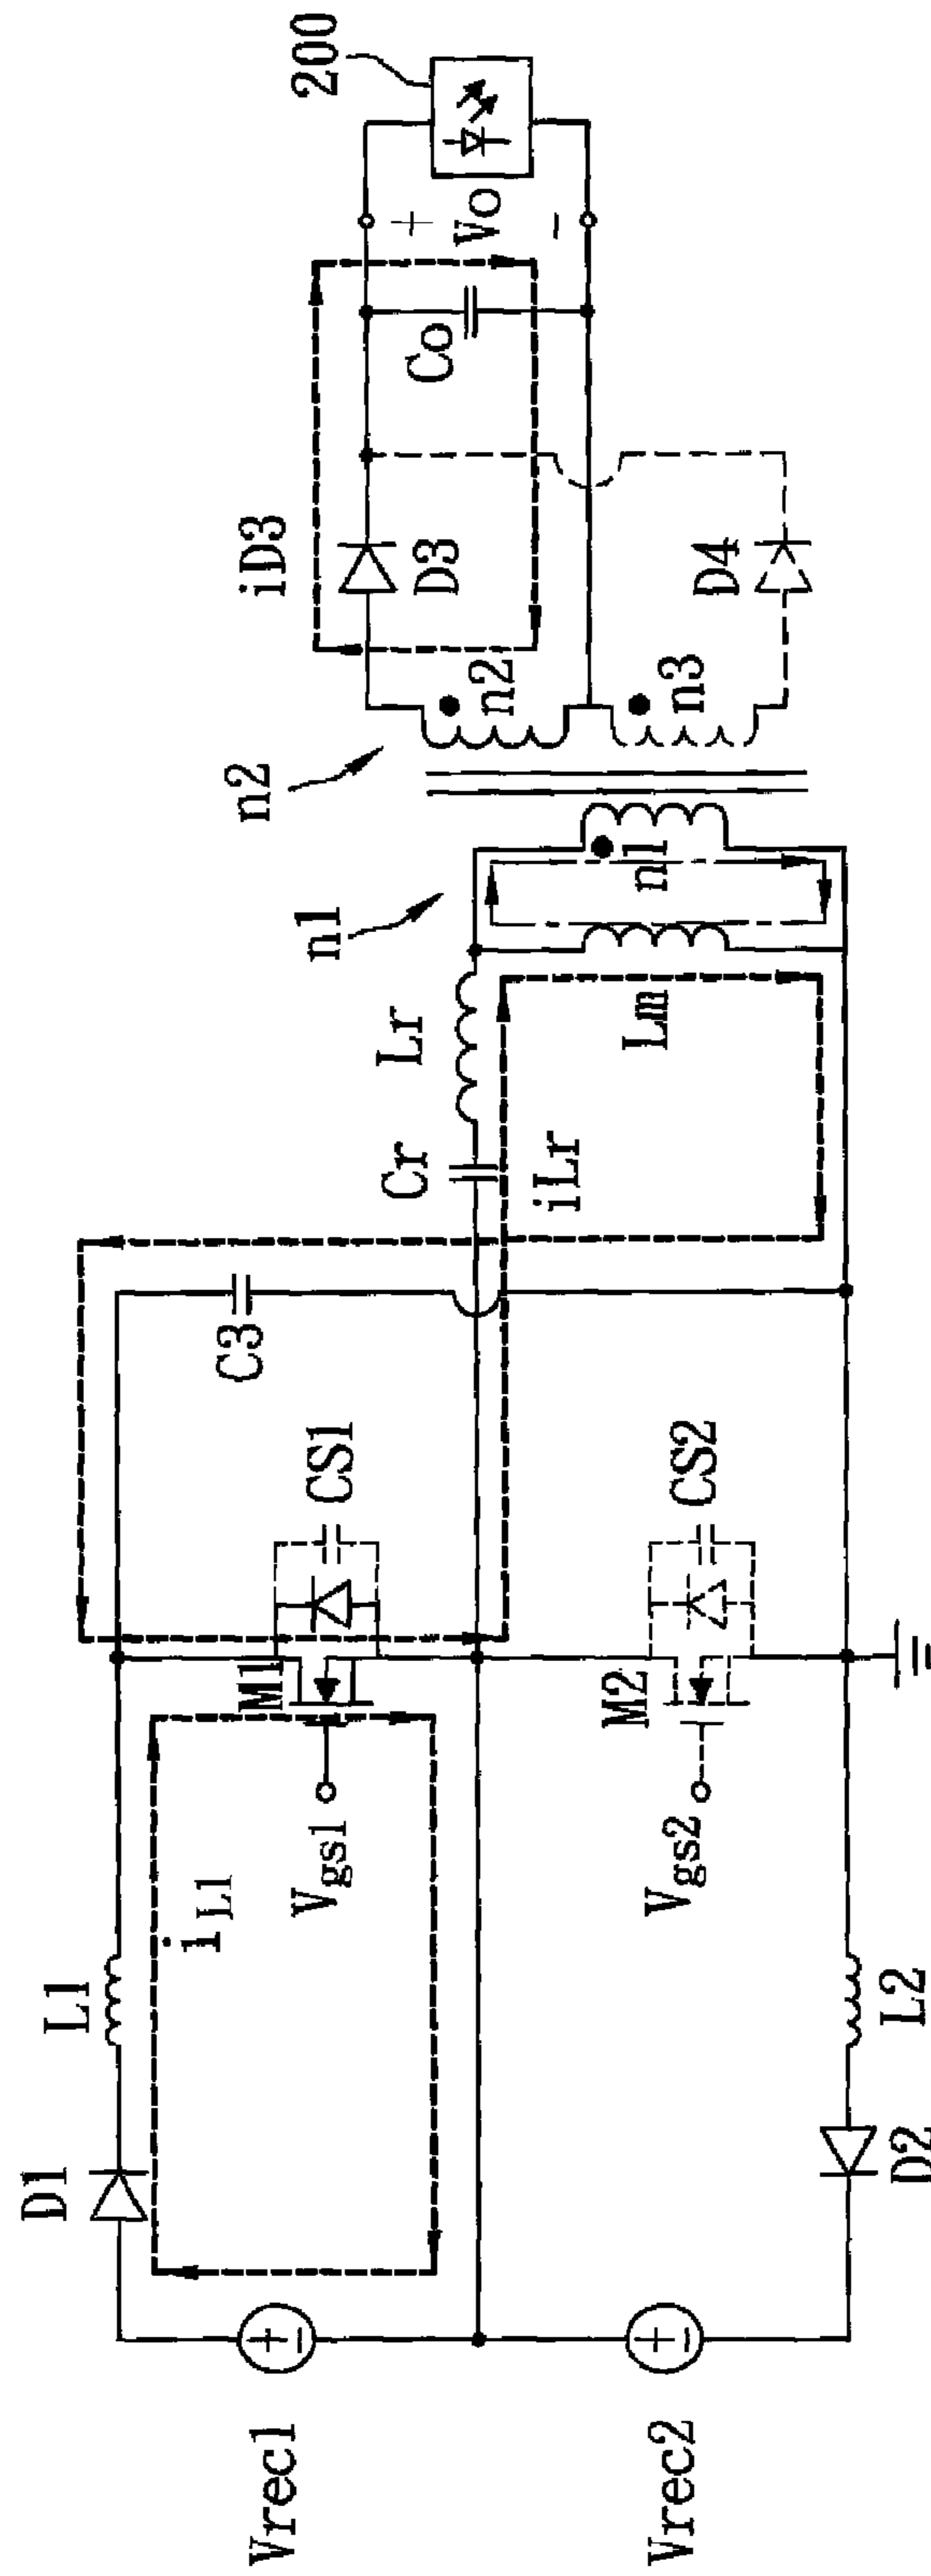 Vrec1
Vrec2
D1
L1
iL1
Vgs1
M1
CS1
C3
D2
L2
Vgs2
M2
CS2
Cr
Lr
iLr
Lm
n1
n1
n2
n2
n3
iD3
D3
D4
Co
+
Vo
-
200